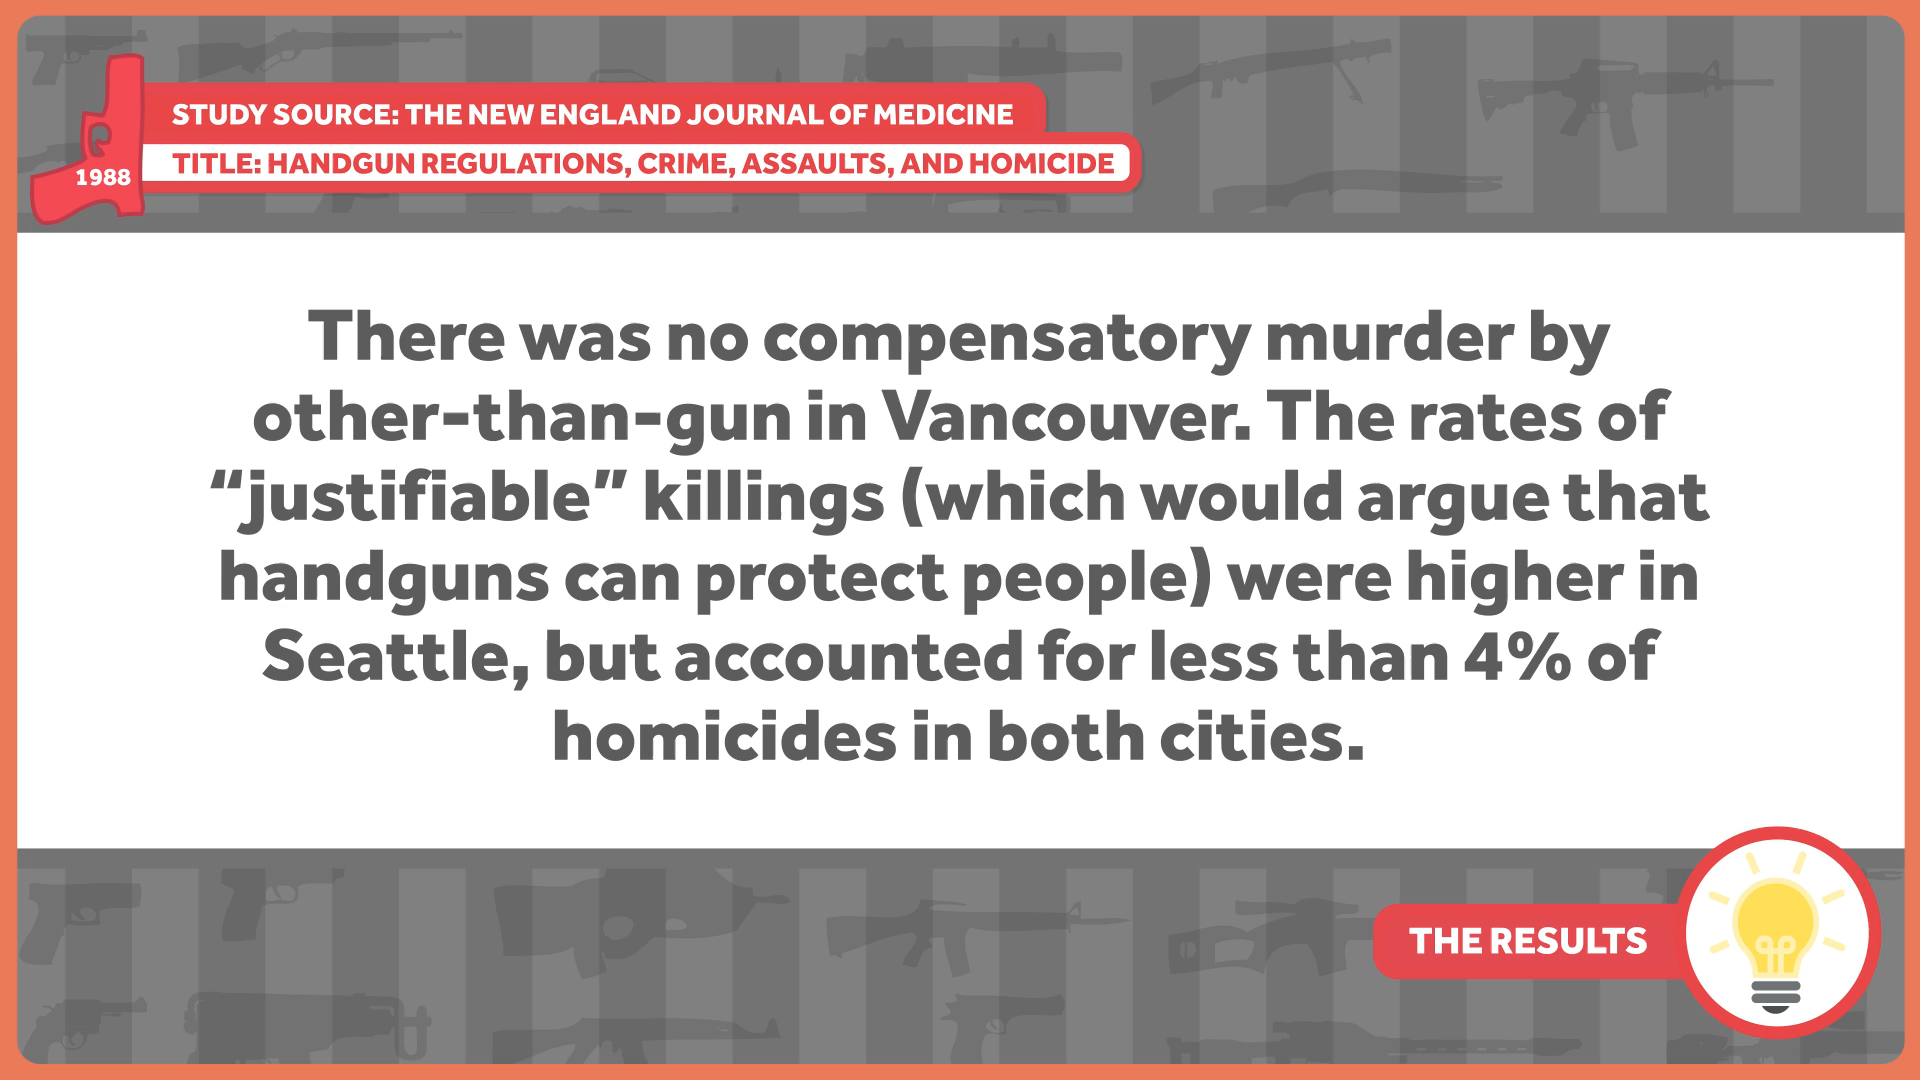 STUDY SOURCE: THE NEW ENGLAND JOURNAL OF MEDICINE
TITLE: HANDGUN REGULATIONS, CRIME, ASSAULTS, AND HOMICIDE
1988
There was no compensatory murder by
other-than-gun in Vancouver. The rates of
“justifiable” killings (which would argue that
handguns can protect people) were higher in
Seattle, but accounted for less than 4% of
homicides in both cities.
THE RESULTS